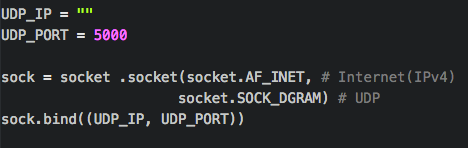 UDP_IP = ""
UDP_PORT = 5000
sock = socket .socket(socket.AF_INET, # Internet(IPv4)
socket.SOCK_DGRAM) # UDP
sock.bind((UDP_IP, UDP_PORT))